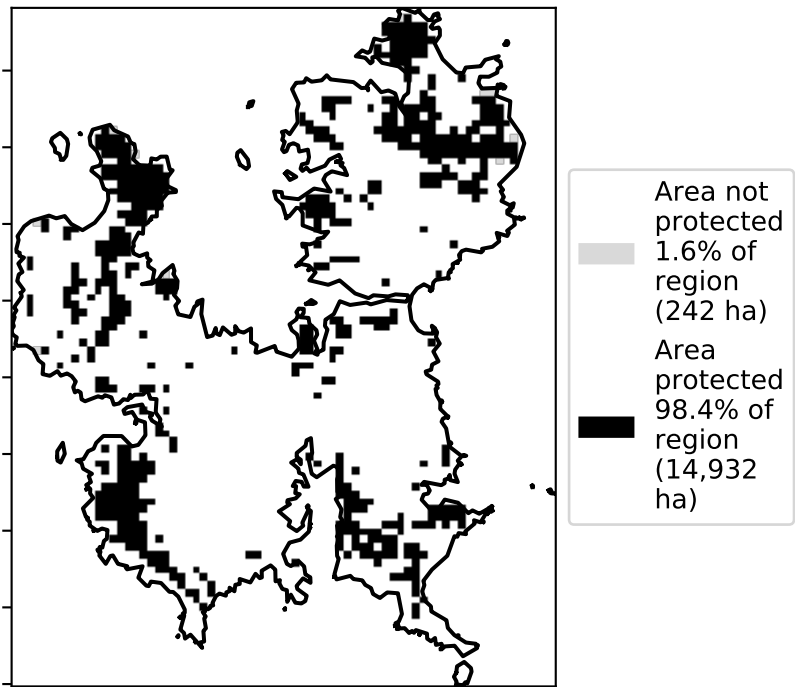 Area not
protected
1.6% of
region
(242 ha)
Area
protected
98.4% of
region
(14,932
ha)